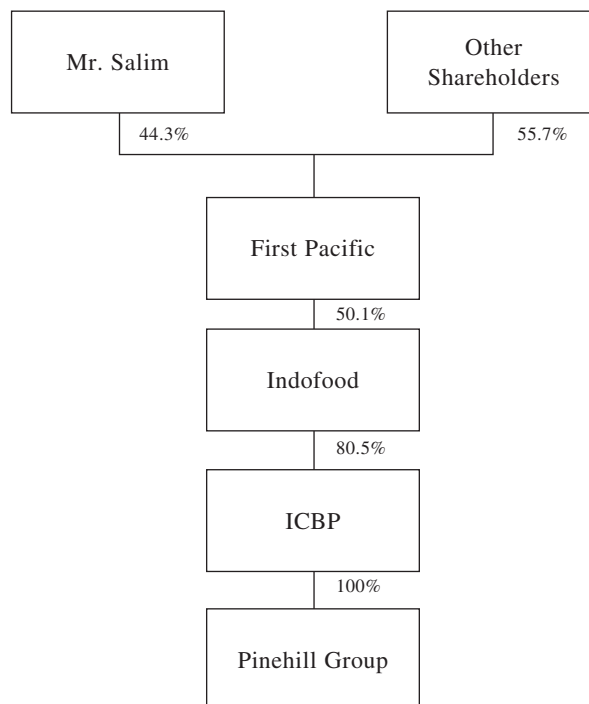 Mr. Salim
Other
Shareholders
44.3%
55.7%
First Pacific
50.1%
Indofood
80.5%
ICBP
100%
Pinehill Group